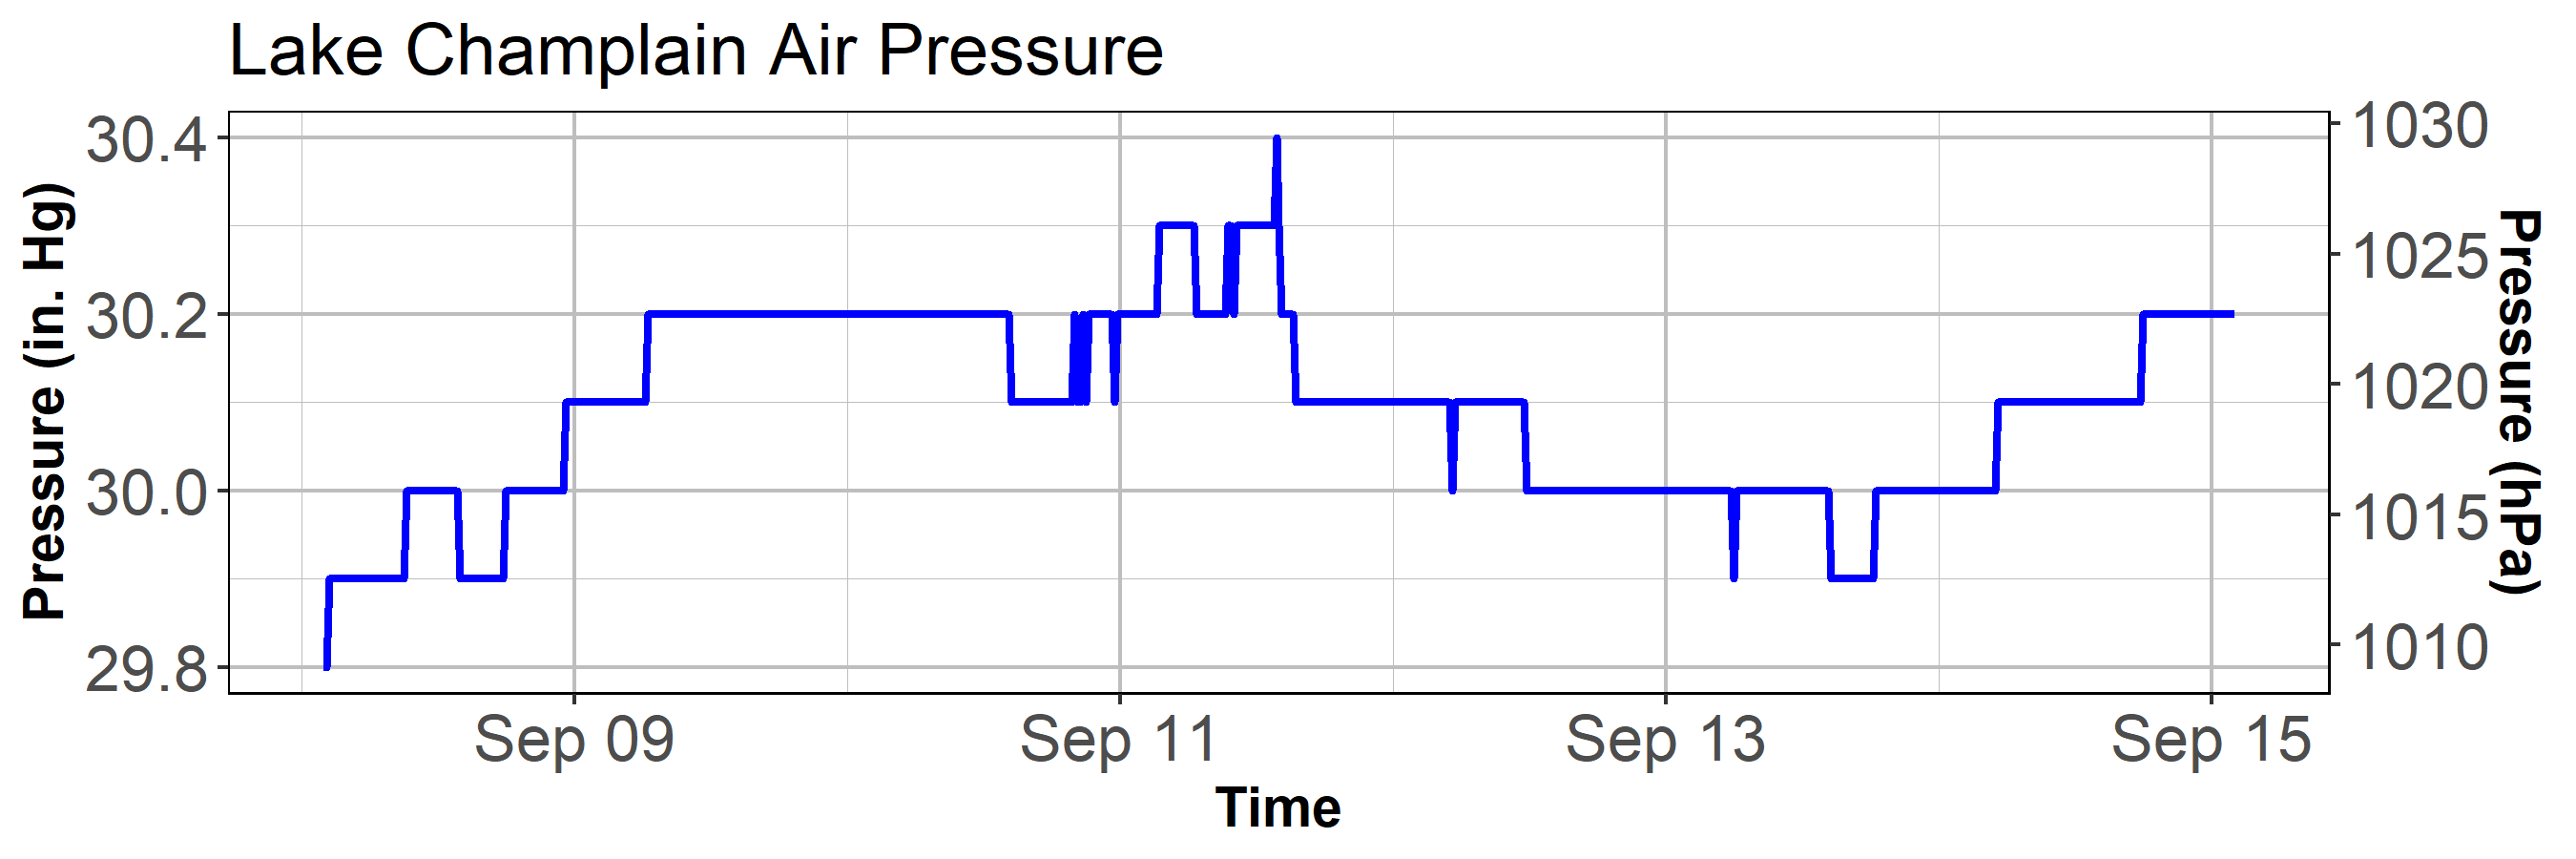 Lake Champlain Air Pressure
Pressure (in. Hg)
30.4
30.2
30.0
29.8
1030
1025
1020
1015
1010
Pressure (hPa)
Sep 09
Sep 11
Sep 13
Sep 15
Time